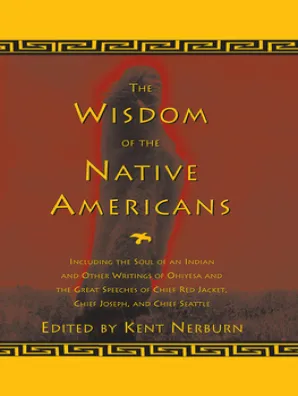 THE
WISDOM
OF THE
NATIVE
AMERICANS
INCLUDING THE SOUL OF AN INDIAN
AND OTHER WRITINGS OF OHIYESA AND
THE GREAT SPEECHES OF CHIEF RED JACKET,
CHIEF JOSEPH, AND CHIEF SEATTLE
EDITED BY KENT NERBURN